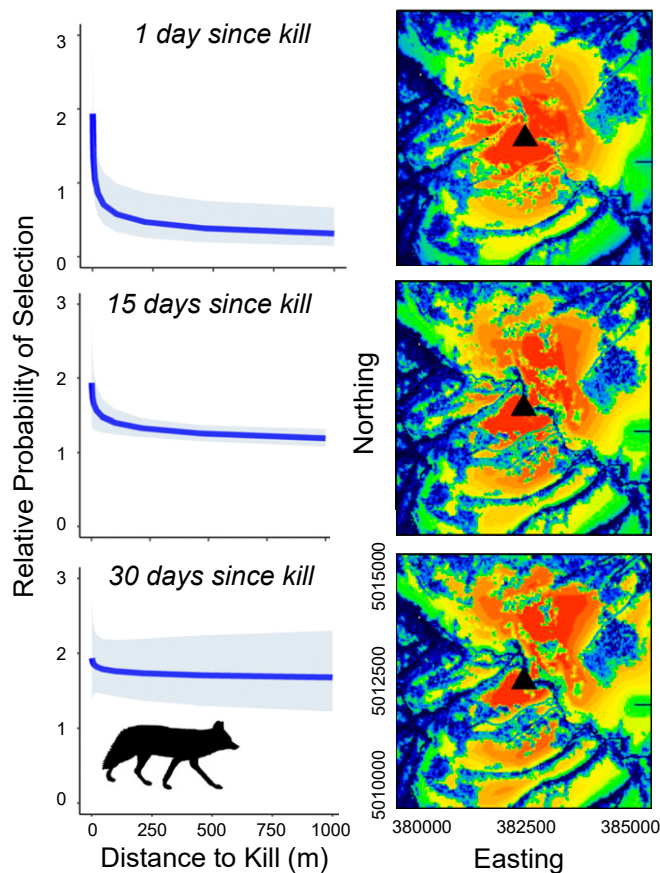 1 day since kill
3
2
1
0
15 days since kill
3
2
1
0
30 days since kill
3
2
1
0
0 250 500 750 1000
Distance to Kill (m)
Relative Probability of Selection
Northing
5015000
5012500
5010000
380000 382500 385000
Easting